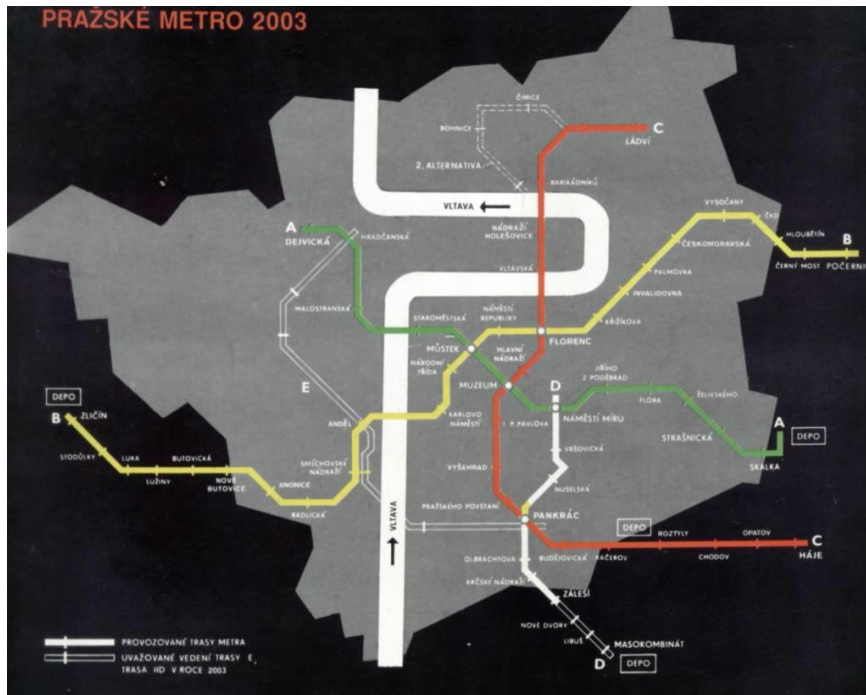 PRAŽSKÉ METRO 2003
ČIMICE
BOHNICE
C
LÁDVÍ
2. ALTERNATIVA
BARIKÁDNÍKŮ
VLTAVA
VYSOČANY
ČKD
A
DEJVICKÁ
HRADČANSKÁ
NÁDRAŽÍ
HOLEŠOVICE
ČESKOMORAVSKÁ
HLOUBĚTÍN
B
ČERNÝ MOST
POČERNI
VLTAVSKÁ
PALMOVKA
INVALIDOVNA
MALOSTRANSKÁ
STAROMĚSTSKÁ
NÁMĚSTÍ
REPUBLIKY
KŘIŽÍKOVA
FLORENC
MŮSTEK
HLAVNÍ
NÁDRAŽÍ
NÁRODNÍ
TŘÍDA
MUZEUM
JIŘÍHO
Z PODĚBRAD
E
D
FLORA
ŽELIVSKÉHO
DEPO
B
ZLIČÍN
ANDĚL
KARLOVO
NÁMĚSTÍ
I. P. PAVLOVA
NÁMĚSTÍ MÍRU
A
DEPO
STRAŠNICKÁ
SKALKA
STODŮLKY
LUKA
LUŽINY
BUTOVICKÁ
NOVÉ
BUTOVICE
JINONICE
RADLICKÁ
SMÍCHOVSKÉ
NÁDRAŽÍ
VRŠOVICKÁ
VYŠEHRAD
NUSELSKÁ
PRAŽSKÉHO POVSTÁNÍ
PANKRÁC
VLTAVA
DEPO
ROZTYLY
OPATOV
C
OLBRACHTOVA
BUDĚJOVICKÁ
KAČEROV
CHODOV
HÁJE
KRČSKÉ NÁDRAŽÍ
ZÁLESÍ
NOVÉ DVORY
LIBUŠ
MASOKOMBINÁT
D
DEPO
PROVOZOVANÉ TRASY METRA
UVAŽOVANÉ VEDENÍ TRASY E,
TRASA IID V ROCE 2003